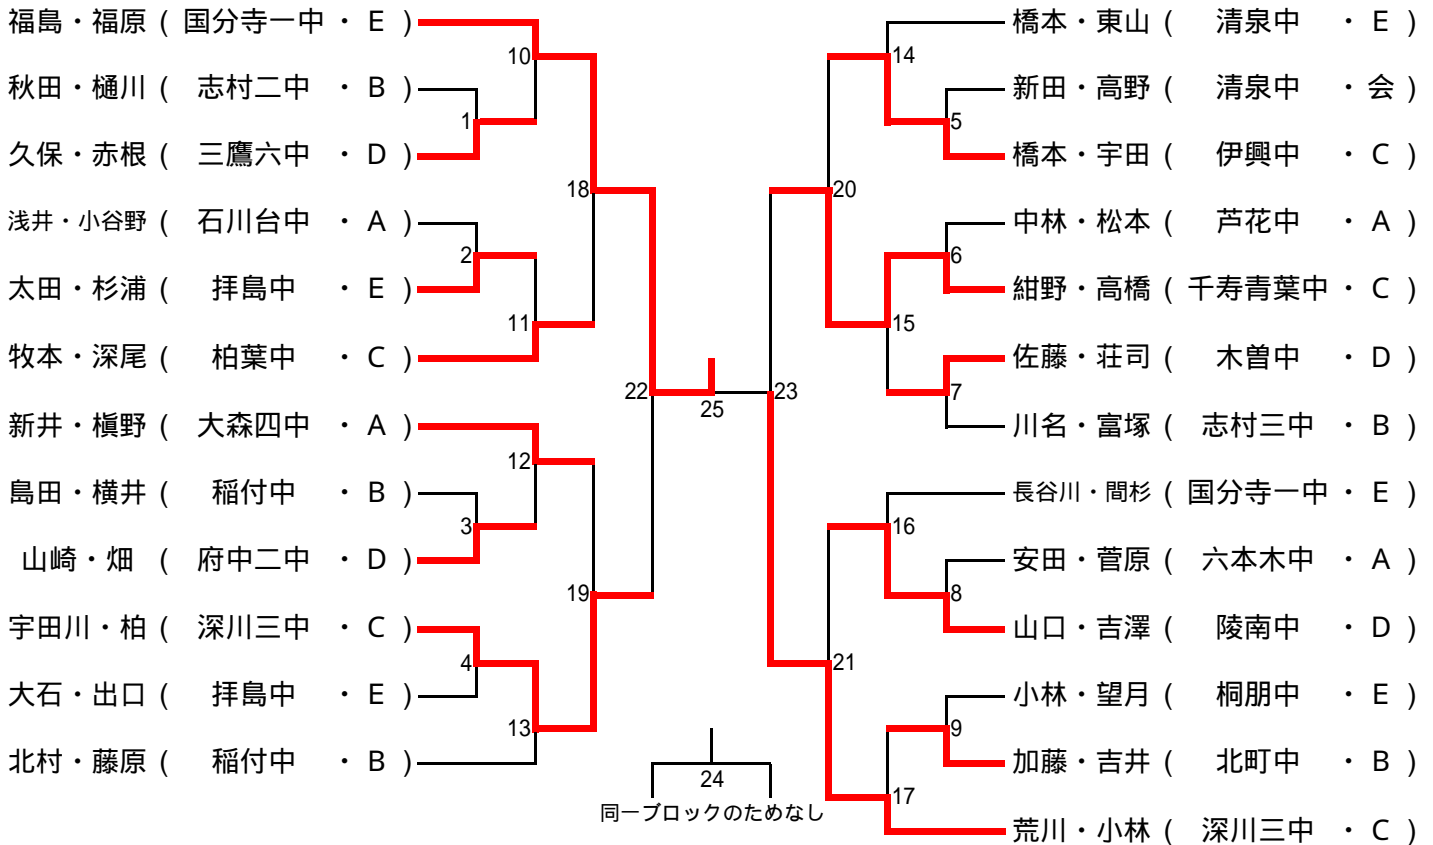 福島・福原 ( 国分寺一中 ・ E )
秋田・樋川 ( 志村二中 ・ B )
久保・赤根 ( 三鷹六中 ・ D )
浅井・小谷野 ( 石川台中 ・ A )
太田・杉浦 ( 拝島中 ・ E )
牧本・深尾 ( 柏葉中 ・ C )
新井・槇野 ( 大森四中 ・ A )
島田・横井 ( 稲付中 ・ B )
山崎・畑 ( 府中二中 ・ D )
宇田川・柏 ( 深川三中 ・ C )
大石・出口 ( 拝島中 ・ E )
北村・藤原 ( 稲付中 ・ B )
1
2
3
4
10
11
12
13
18
19
22
25
23
24
同一ブロックのためなし
20
21
14
15
16
17
5
6
7
8
9
橋本・東山 ( 清泉中 ・ E )
新田・高野 ( 清泉中 ・ 会 )
橋本・宇田 ( 伊興中 ・ C )
中林・松本 ( 芦花中 ・ A )
紺野・高橋 ( 千寿青葉中 ・ C )
佐藤・荘司 ( 木曽中 ・ D )
川名・富塚 ( 志村三中 ・ B )
長谷川・間杉 ( 国分寺一中 ・ E )
安田・菅原 ( 六本木中 ・ A )
山口・吉澤 ( 陵南中 ・ D )
小林・望月 ( 桐朋中 ・ E )
加藤・吉井 ( 北町中 ・ B )
荒川・小林 ( 深川三中 ・ C )